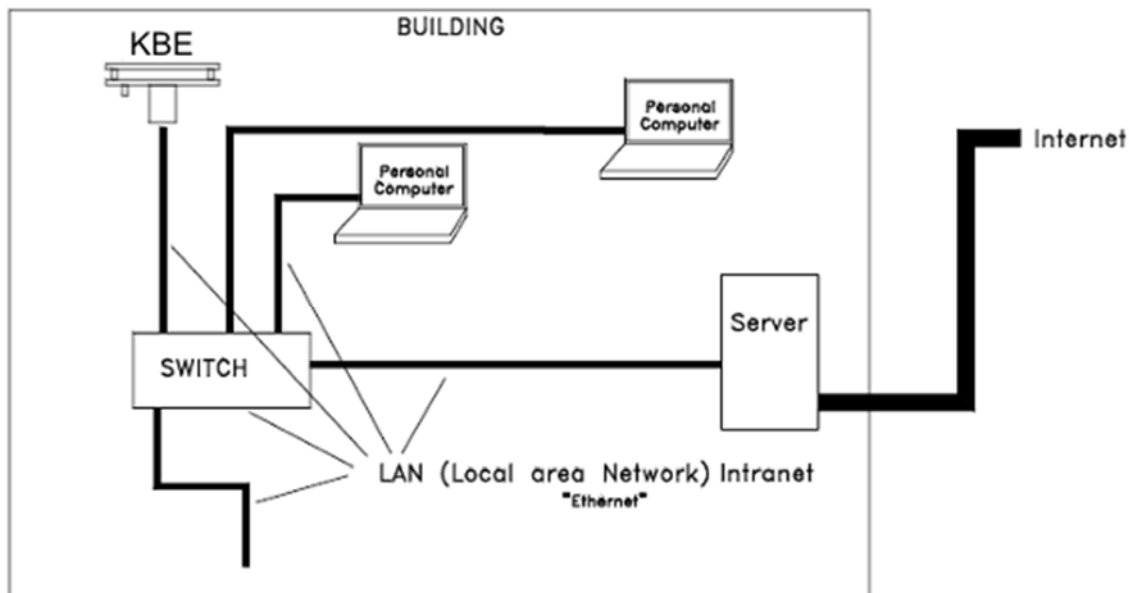 BUILDING
KBE
Personal
Computer
Personal
Computer
Internet
Server
SWITCH
LAN (Local area Network) Intranet
"Ethernet"